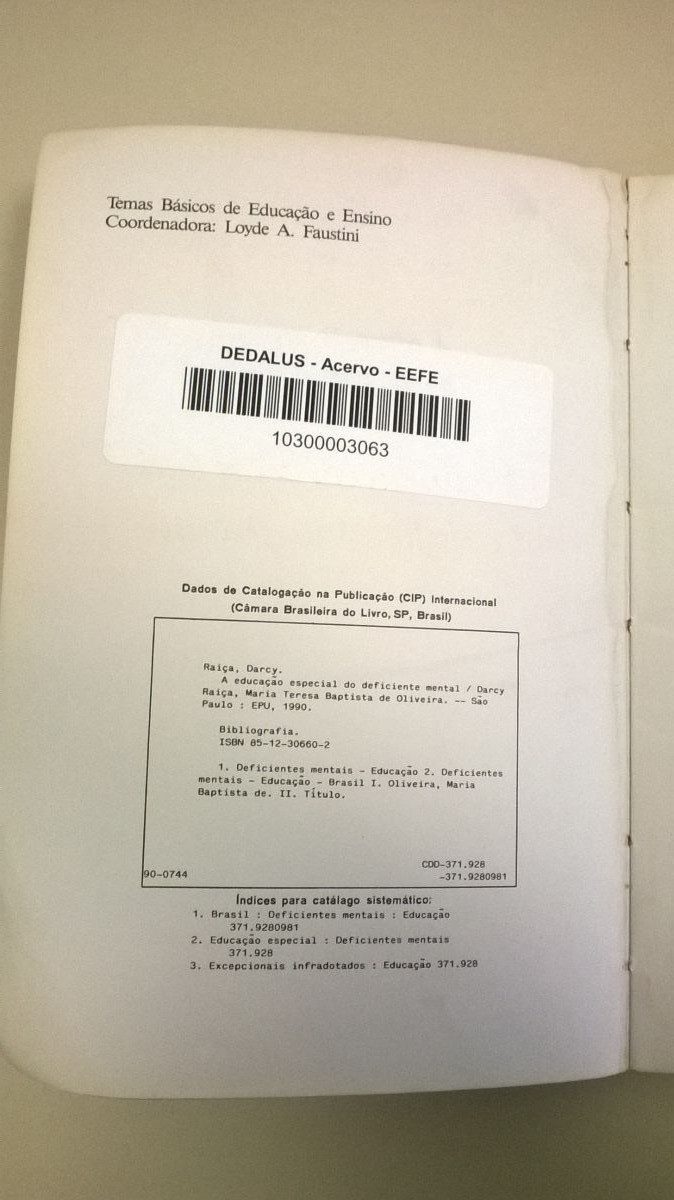 Temas Básicos de Educação e Ensino
Coordenadora: Loyde A. Faustini
DEDALUS - Acervo - EEFE
10300003063
Dados de Catalogação na Publicação (CIP) Internacional
(Câmara Brasileira do Livro, SP, Brasil)
Raiça, Darcy.
A educação especial do deficiente mental / Darcy
Raiça, Maria Teresa Baptista de Oliveira. -- São
Paulo : EPU, 1990.
Bibliografia.
ISBN 85-12-30660-2
1. Deficientes mentais - Educação 2. Deficientes
mentais - Educação - Brasil I. Oliveira, Maria
Baptista de. II. Título.
CDD-371.928
90-0744 -371.9280981
Índices para catálago sistemático:
1. Brasil : Deficientes mentais : Educação
371.9280981
2. Educação especial : Deficientes mentais
371.928
3. Excepcionais infradotados : Educação 371.928